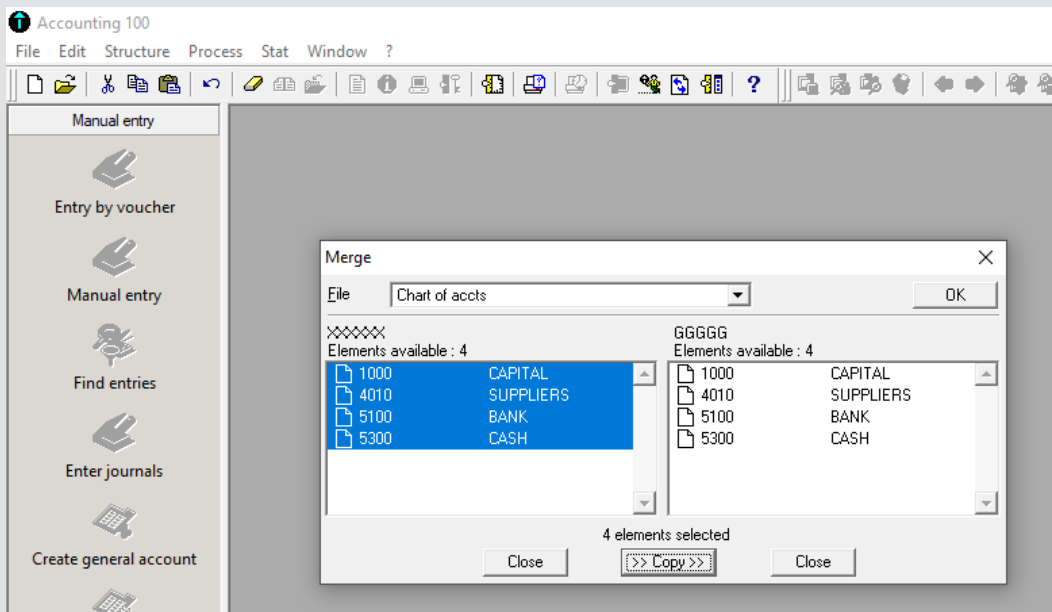 Accounting 100
File Edit Structure Process Stat Window ?
?
Manual entry
Entry by voucher
Manual entry
Find entries
Enter journals
Create general account
Merge
File Chart of accts OK
XXXXXX GGGGG
Elements available : 4 Elements available : 4
1000 CAPITAL 1000 CAPITAL
4010 SUPPLIERS 4010 SUPPLIERS
5100 BANK 5100 BANK
5300 CASH 5300 CASH
4 elements selected
Close >> Copy >> Close